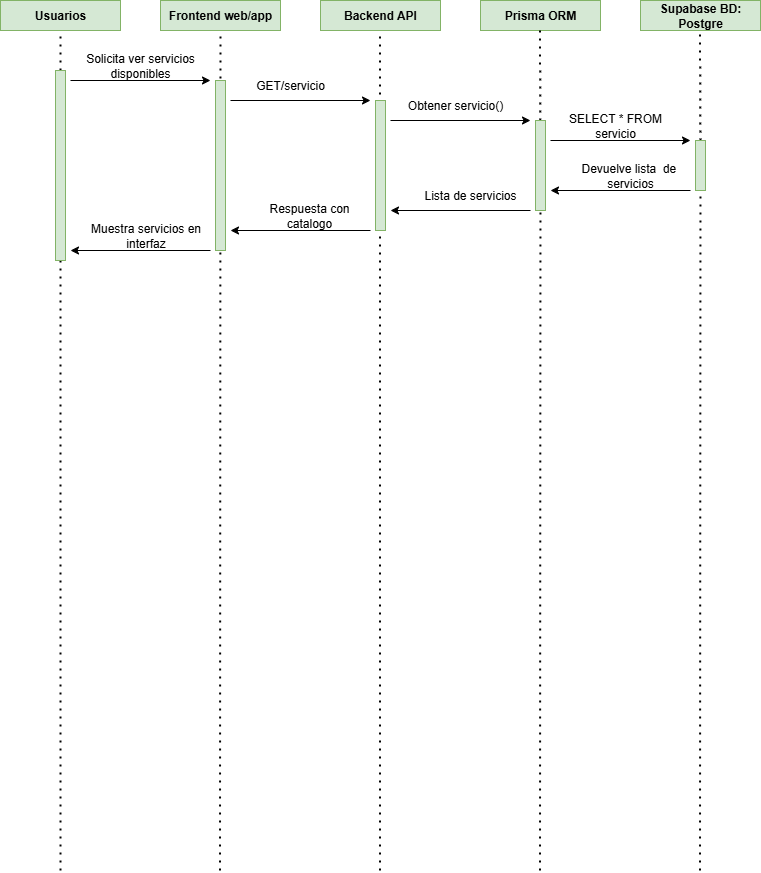 Usuarios
Frontend web/app
Backend API
Prisma ORM
Supabase BD:
Postgre
Solicita ver servicios
disponibles
GET/servicio
Obtener servicio()
SELECT * FROM
servicio
Devuelve lista de
servicios
Lista de servicios
Respuesta con
catalogo
Muestra servicios en
interfaz